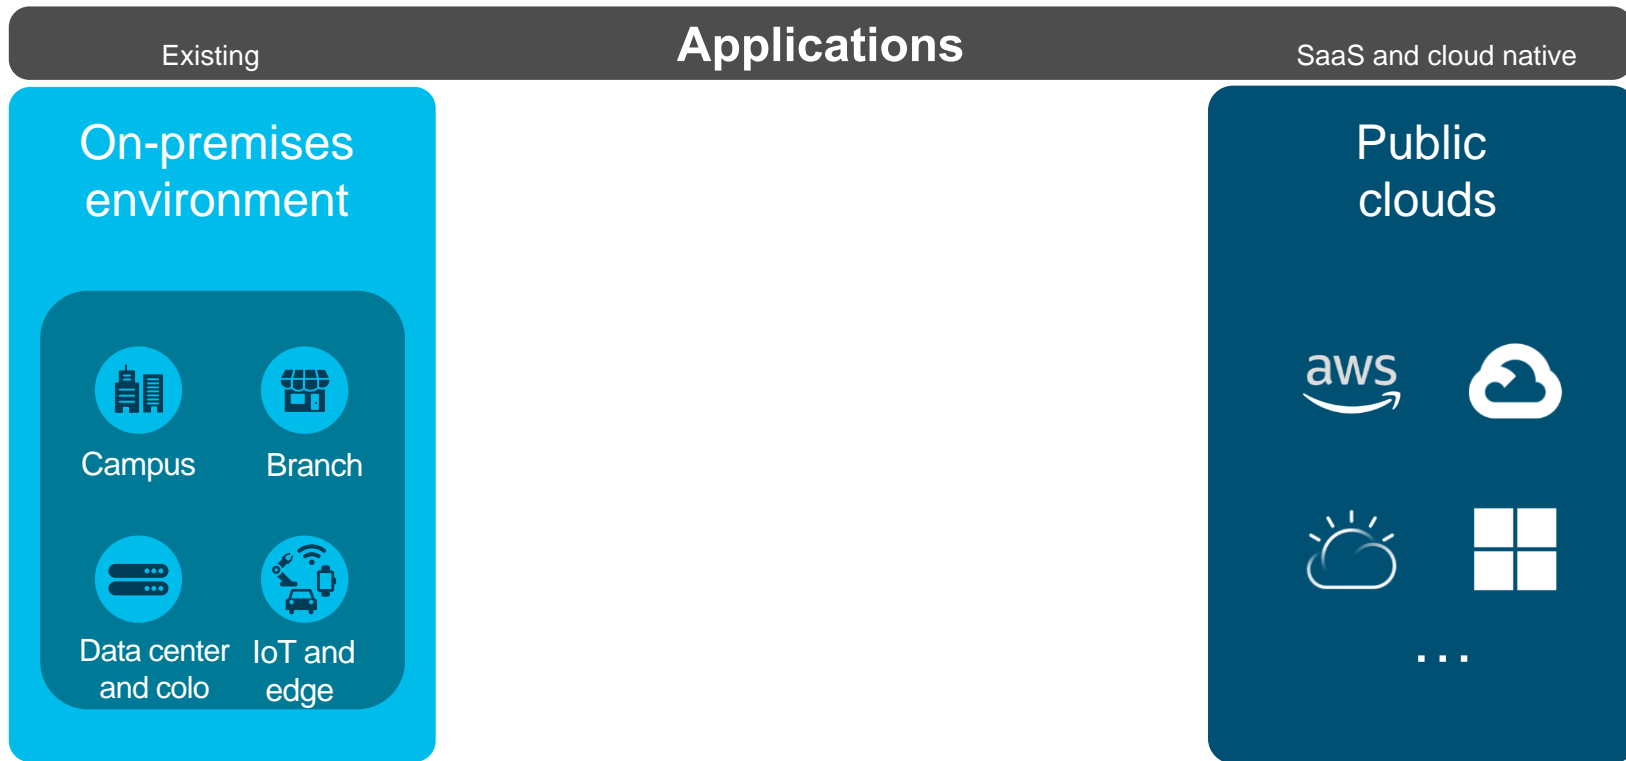 Existing
Applications
SaaS and cloud native
On-premises
environment
Campus
Branch
Data center
and colo
IoT and
edge
Public
clouds
aws
...